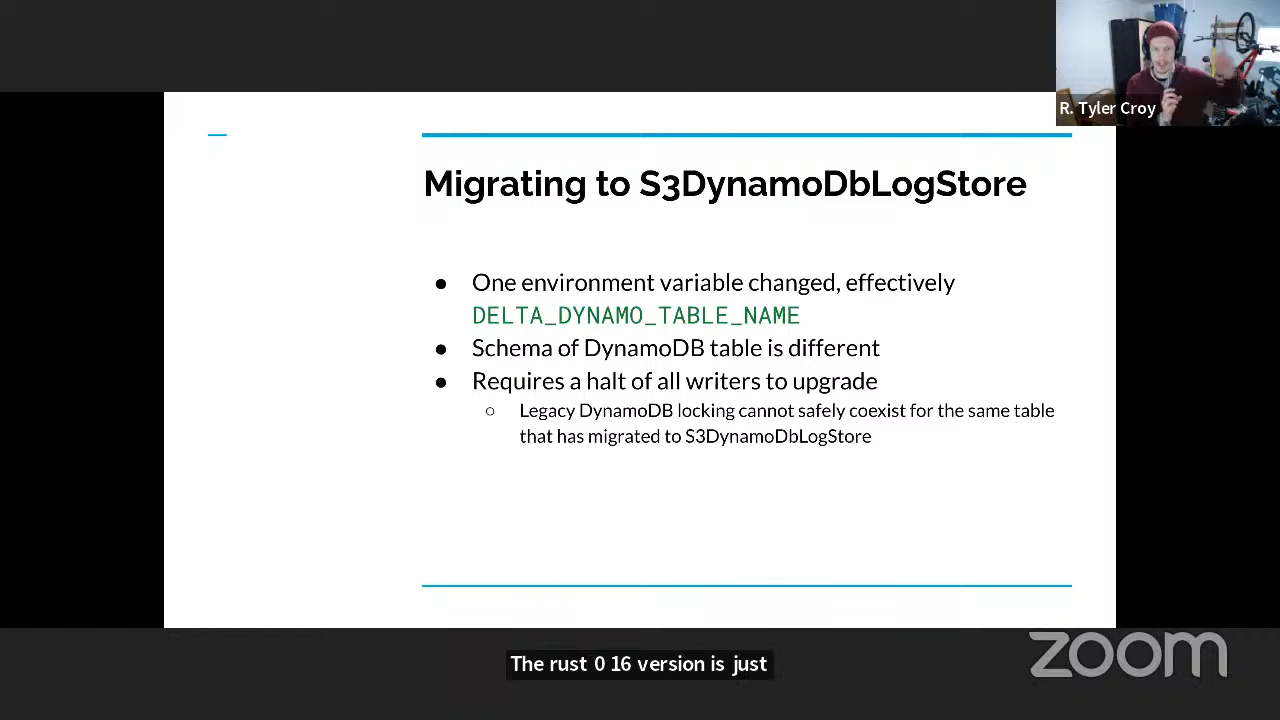 R. Tyler Croy
Migrating to S3DynamoDbLogStore
● One environment variable changed, effectively
DELTA_DYNAMO_TABLE_NAME
● Schema of DynamoDB table is different
● Requires a halt of all writers to upgrade
○ Legacy DynamoDB locking cannot safely coexist for the same table
that has migrated to S3DynamoDbLogStore
The rust 0 16 version is just
zoom